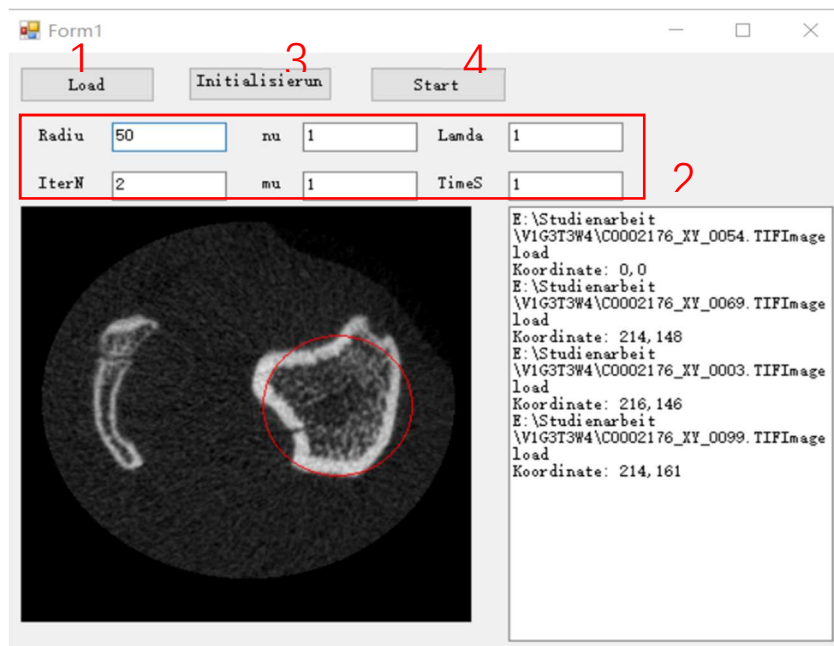 Form1
1 3 4
Load Initialisierun Start
Radiu 50 nu 1 Lamda 1
IterN 2 mu 1 TimeS 1
2
E:\Studienarbeit
\V1G3T3W4\C0002176_XY_0054.TIFImage
load
Koordinate: 0,0
E:\Studienarbeit
\V1G3T3W4\C0002176_XY_0069.TIFImage
load
Koordinate: 214,148
E:\Studienarbeit
\V1G3T3W4\C0002176_XY_0003.TIFImage
load
Koordinate: 216,146
E:\Studienarbeit
\V1G3T3W4\C0002176_XY_0099.TIFImage
load
Koordinate: 214,161